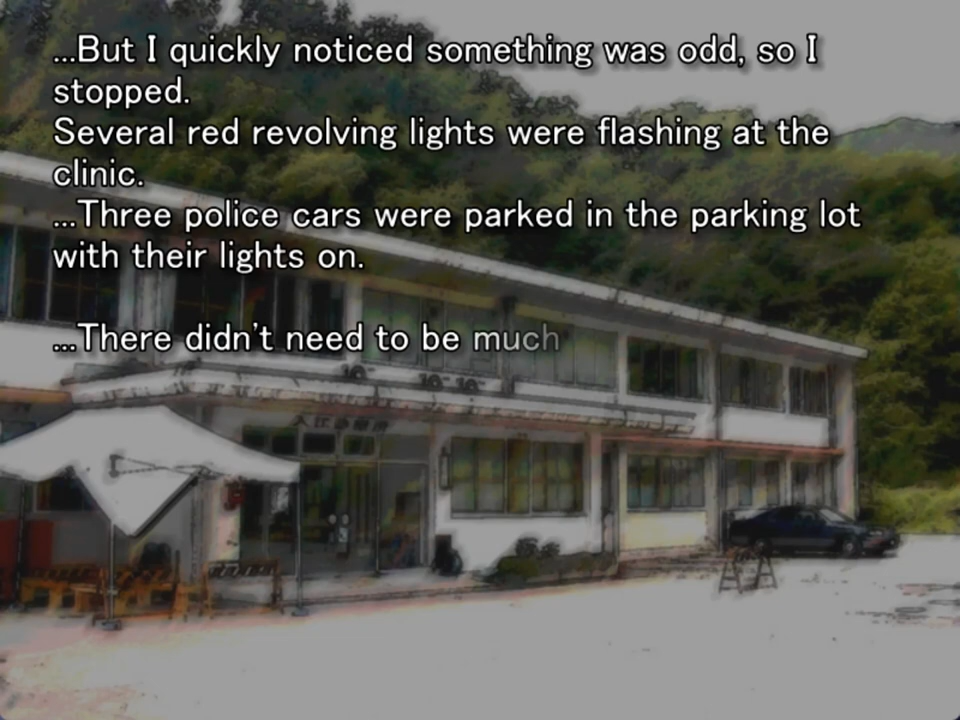 ...But I quickly noticed something was odd, so I
stopped.
Several red revolving lights were flashing at the
clinic.
...Three police cars were parked in the parking lot
with their lights on.
...There didn't need to be much